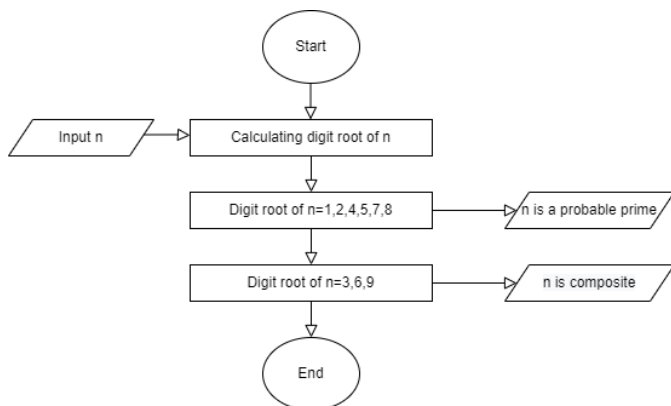 Start
Input n
Calculating digit root of n
Digit root of n=1,2,4,5,7,8
n is a probable prime
Digit root of n=3,6,9
n is composite
End